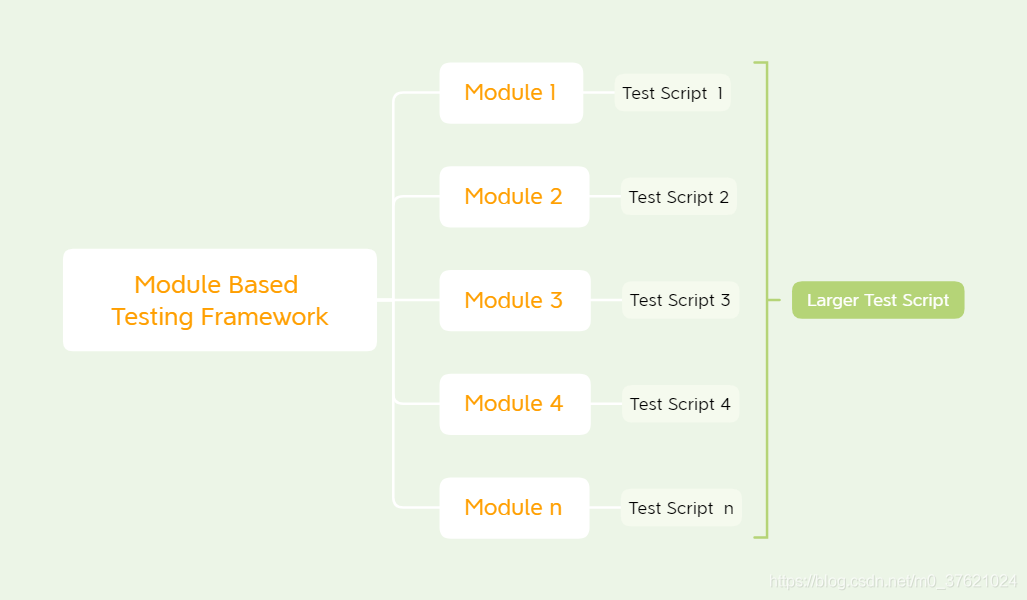 Module 1
Test Script 1
Module 2
Test Script 2
Module Based
Testing Framework
Module 3
Test Script 3
Larger Test Script
Module 4
Test Script 4
Module n
Test Script n
https://blog.csdn.net/m0_37621024